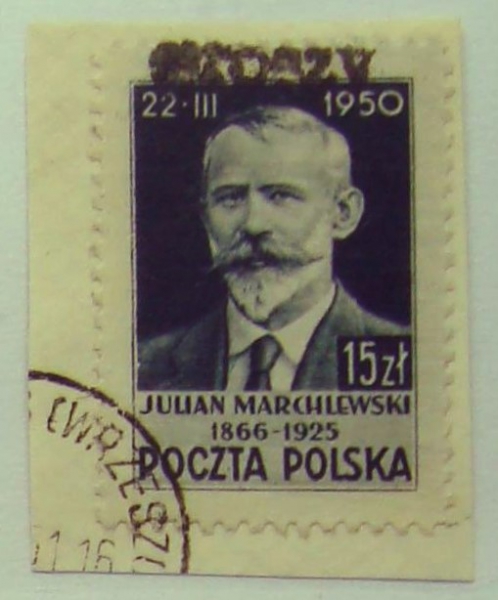 22·III 1950
15zł
JULIAN MARCHLEWSKI
1866-1925
POCZTA POLSKA